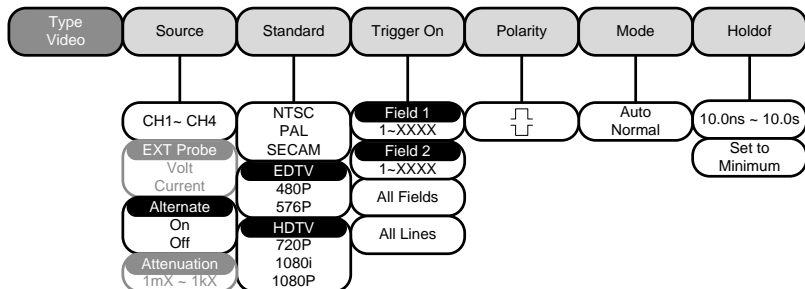 Type
Video
Source
Standard
Trigger On
Polarity
Mode
Holdof
CH1~ CH4
EXT Probe
Volt
Current
Alternate
On
Off
Attenuation
1mX ~ 1kX
NTSC
PAL
SECAM
EDTV
480P
576P
HDTV
720P
1080i
1080P
Field 1
1~XXXX
Field 2
1~XXXX
All Fields
All Lines
Auto
Normal
10.0ns ~ 10.0s
Set to
Minimum